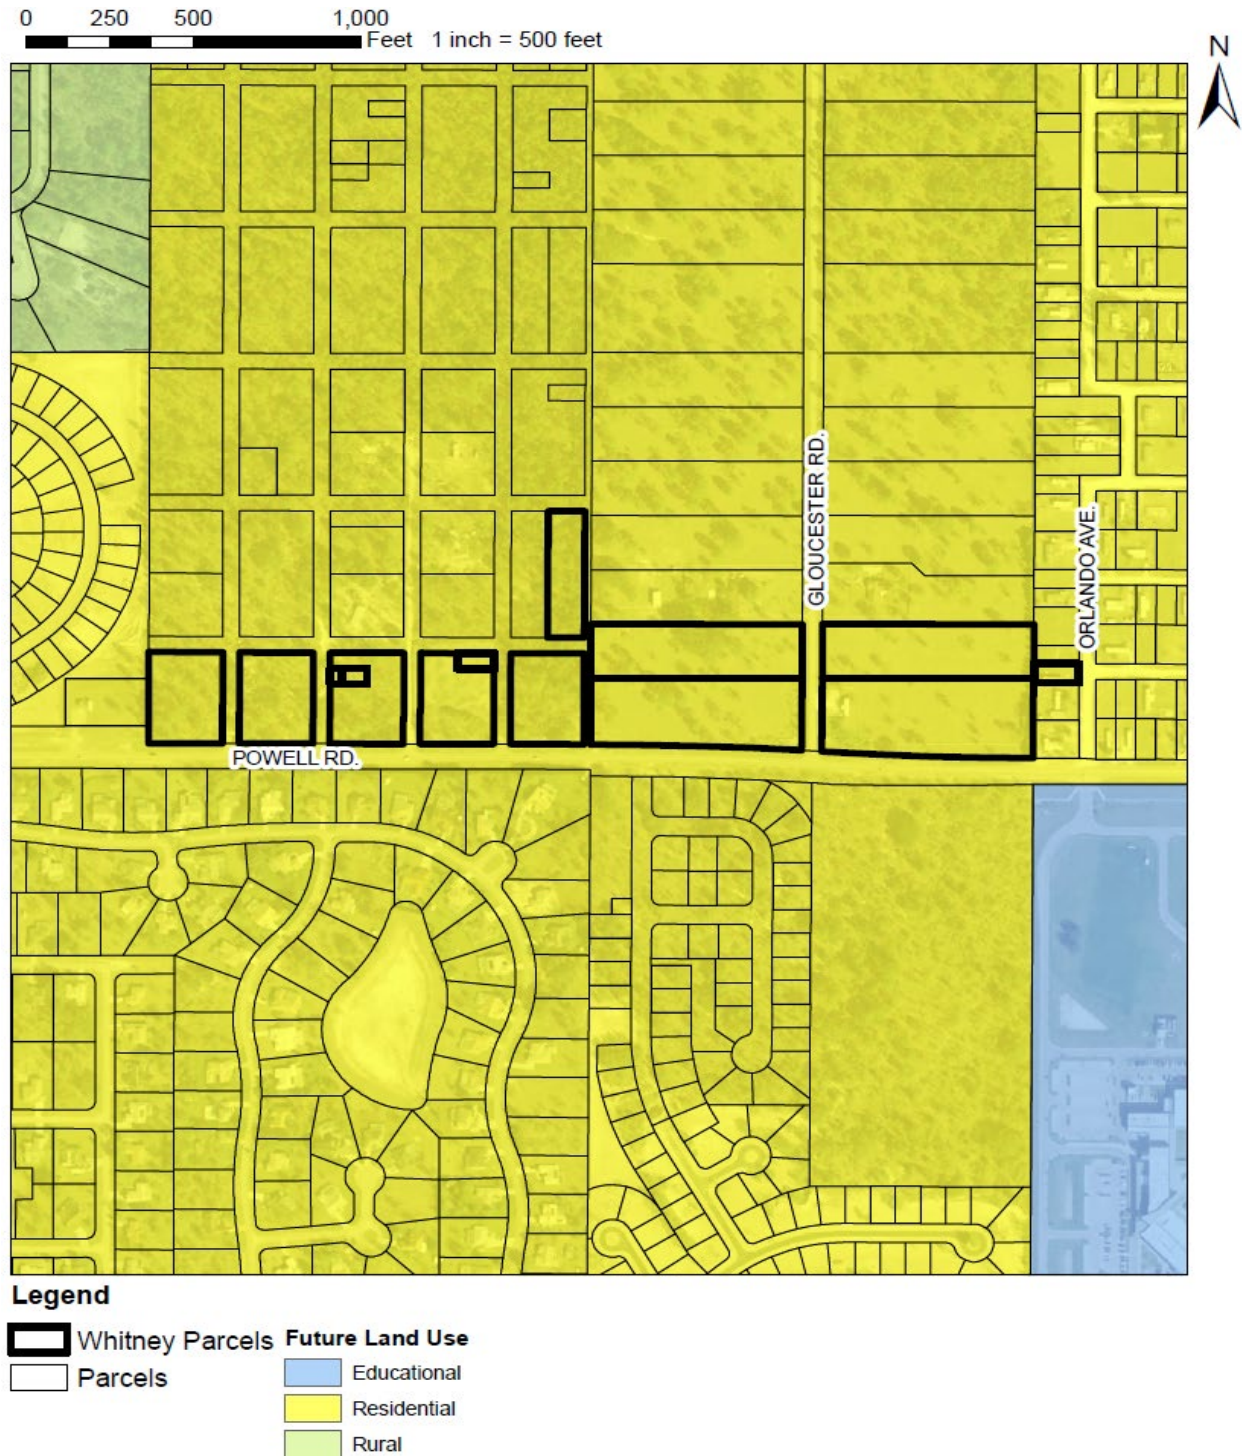 0 250 500 1,000
Feet 1 inch = 500 feet
N
GLOUCESTER RD.
ORLANDO AVE.
POWELL RD.
Legend
Whitney Parcels
Parcels
Future Land Use
Educational
Residential
Rural